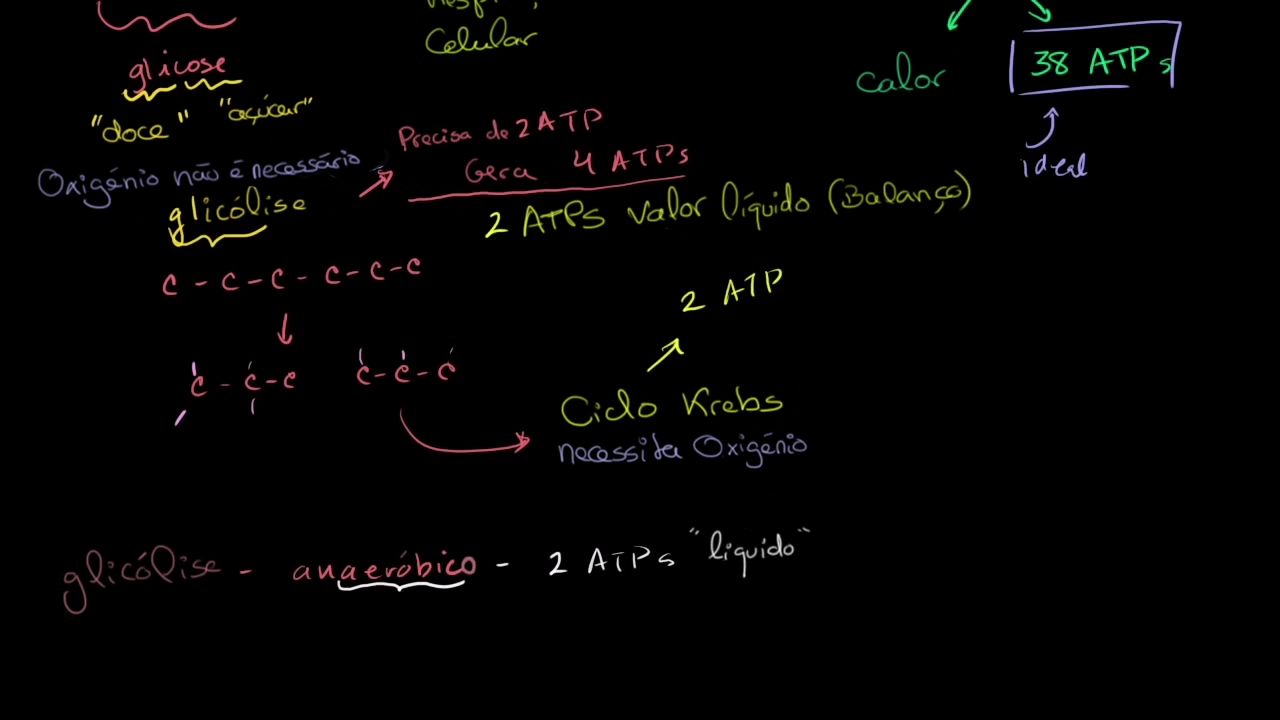 Celular
glicose
"doce" "açúcar"
calor
38 ATPs
ideal
Oxigénio não é necessário
Precisa de 2 ATP
Gera 4 ATPs
glicólise
2 ATPs valor líquido (Balanço)
C - C - C - C - C - C
2 ATP
C - C - C C - C - C
Ciclo Krebs
necessita Oxigénio
glicólise - anaeróbico - 2 ATPs "líquido"